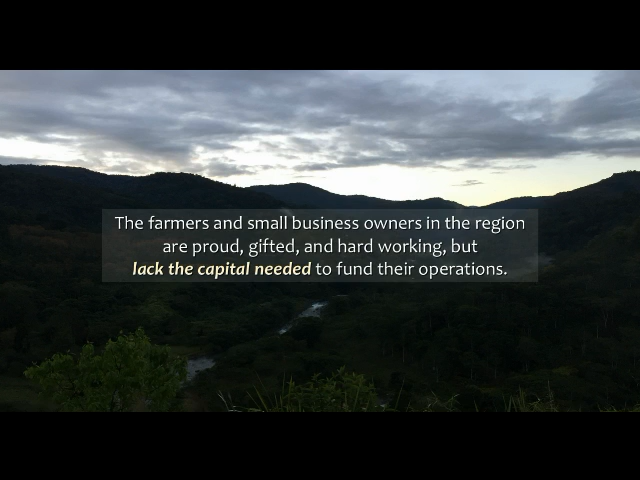 The farmers and small business owners in the region
are proud, gifted, and hard working, but
lack the capital needed to fund their operations.